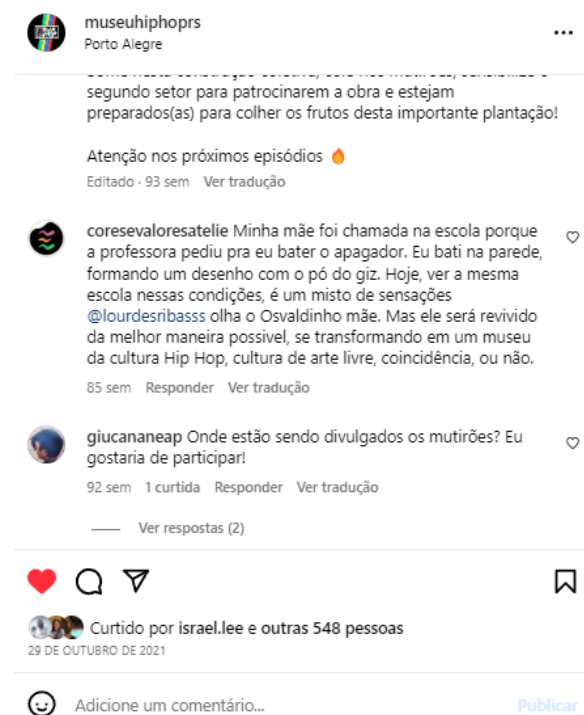 museuhiphoprs
Porto Alegre
segundo setor para patrocinarem a obra e estejam
preparados(as) para colher os frutos desta importante plantação!
Atenção nos próximos episódios 🔥
Editado · 93 sem Ver tradução
coresevaloresatelie Minha mãe foi chamada na escola porque
a professora pediu pra eu bater o apagador. Eu bati na parede,
formando um desenho com o pó do giz. Hoje, ver a mesma
escola nessas condições, é um misto de sensações
@lourdesribasss olha o Osvaldinho mãe. Mas ele será revivido
da melhor maneira possivel, se transformando em um museu
da cultura Hip Hop, cultura de arte livre, coincidência, ou não.
85 sem Responder Ver tradução
giucananeap Onde estão sendo divulgados os mutirões? Eu
gostaria de participar!
92 sem 1 curtida Responder Ver tradução
Ver respostas (2)
Curtido por israel.lee e outras 548 pessoas
29 DE OUTUBRO DE 2021
Adicione um comentário...
Publicar